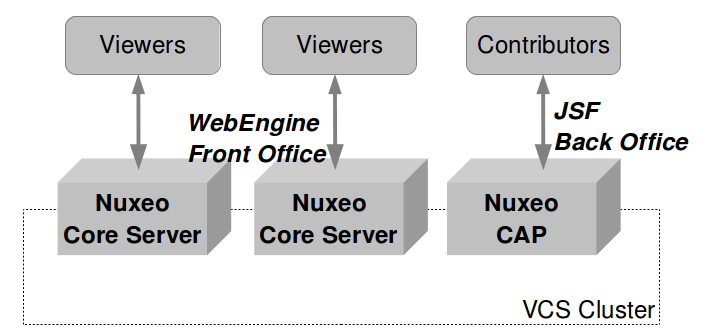 Viewers
Viewers
Contributors
WebEngine
Front Office
JSF
Back Office
Nuxeo
Core Server
Nuxeo
Core Server
Nuxeo
CAP
VCS Cluster